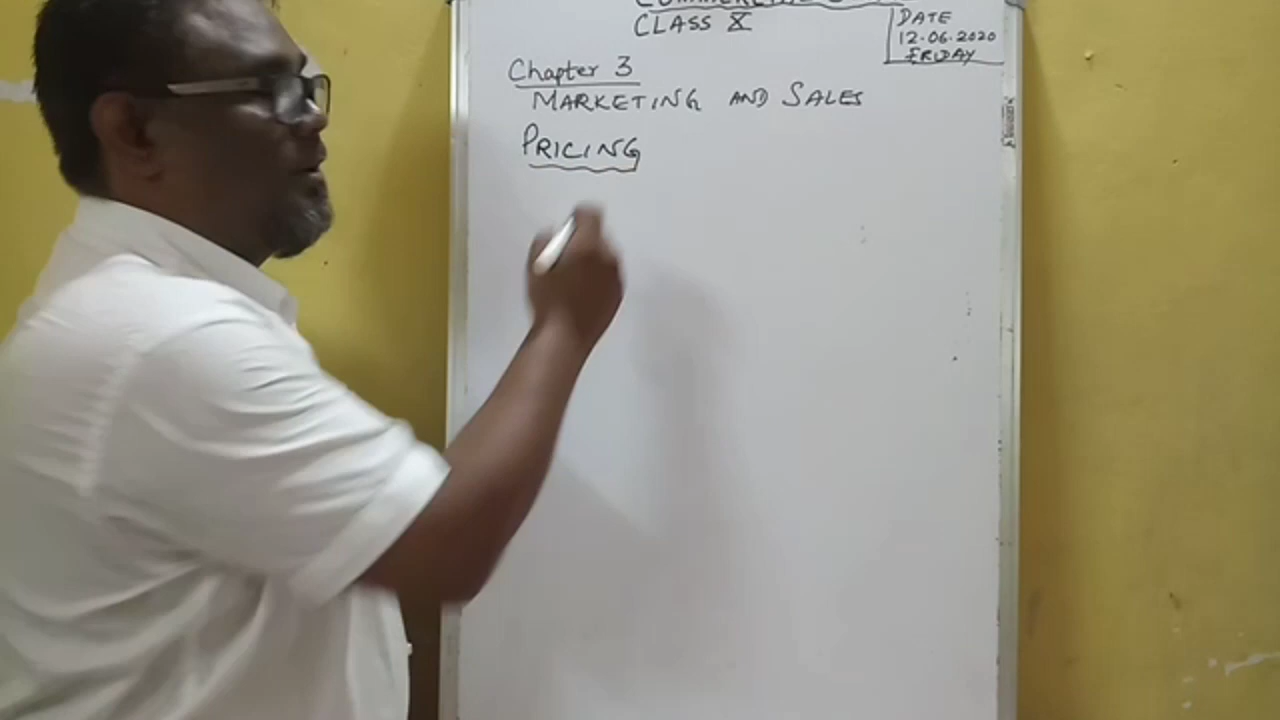 CLASS X
DATE
12.06.2020
FRIDAY
Chapter 3
MARKETING AND SALES
PRICING